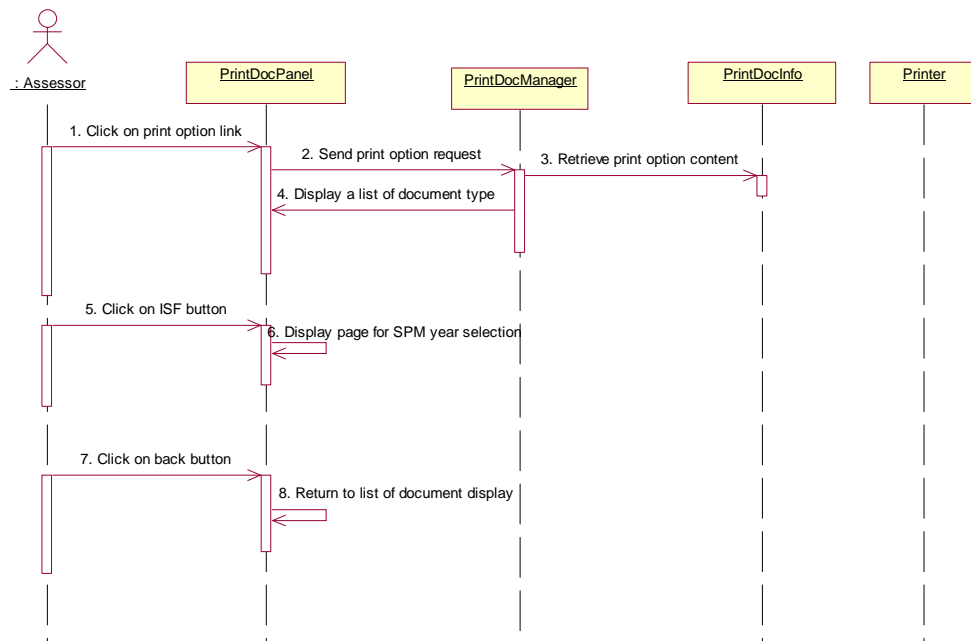 : Assessor
PrintDocPanel
PrintDocManager
PrintDocInfo
Printer
1. Click on print option link
2. Send print option request
3. Retrieve print option content
4. Display a list of document type
5. Click on ISF button
6. Display page for SPM year selection
7. Click on back button
8. Return to list of document display